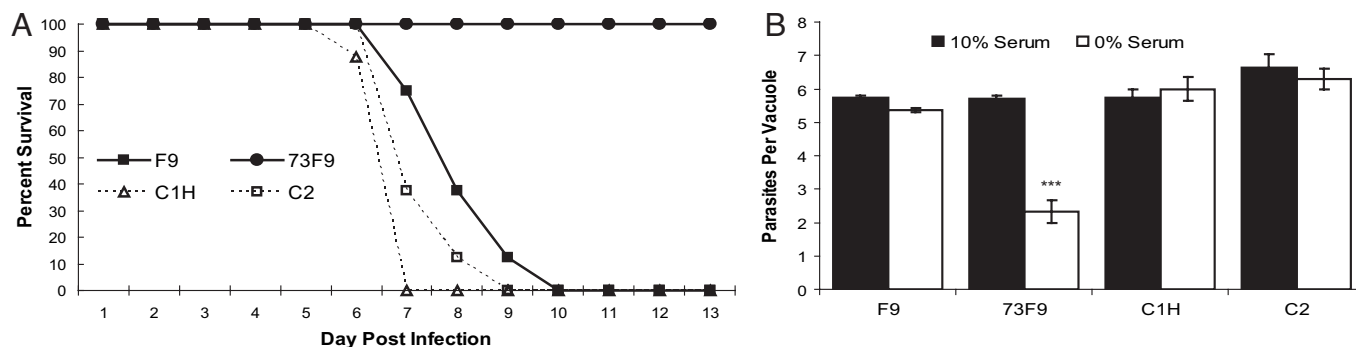 A
Percent Survival
100
90
80
70
60
50
40
30
20
10
0
F9
73F9
C1H
C2
1 2 3 4 5 6 7 8 9 10 11 12 13
Day Post Infection
B
Parasites Per Vacuole
8
7
6
5
4
3
2
1
0
10% Serum
0% Serum
***
F9
73F9
C1H
C2